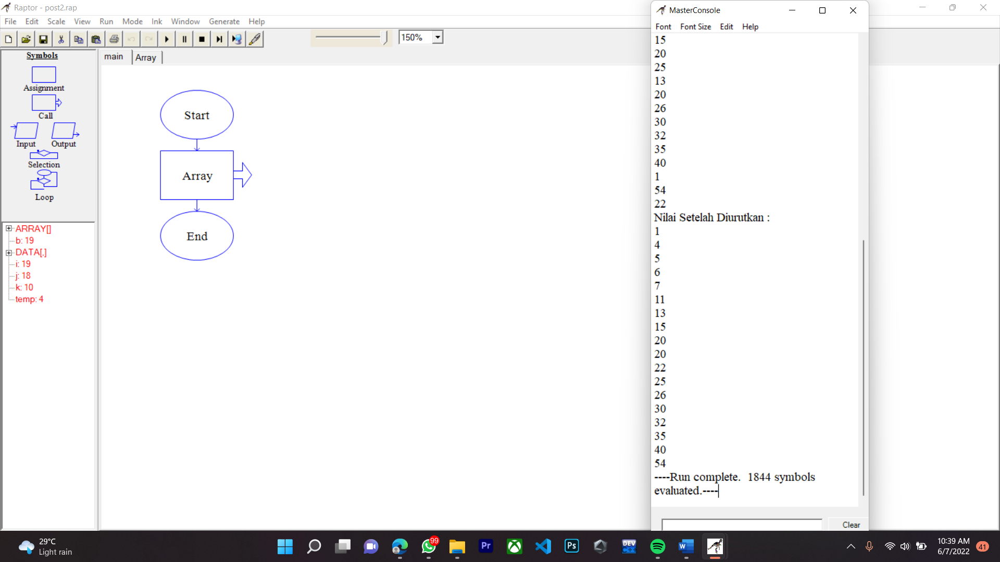 Raptor - post2.rap
File Edit Scale View Run Mode Ink Window Generate Help
150%
Symbols
Assignment
Call
Input Output
Selection
Loop
ARRAY[]
b: 19
DATA[,]
i: 19
j: 18
k: 10
temp: 4
main Array
Start
Array
End
MasterConsole
Font Font Size Edit Help
15
20
25
13
20
26
30
32
35
40
1
54
22
Nilai Setelah Diurutkan :
1
4
5
6
7
11
13
15
20
20
22
25
26
30
32
35
40
54
----Run complete.  1844 symbols
evaluated.----
Clear
29°C
Light rain
99
Pr
Ps
DEV
C++
W
10:39 AM
6/7/2022
41